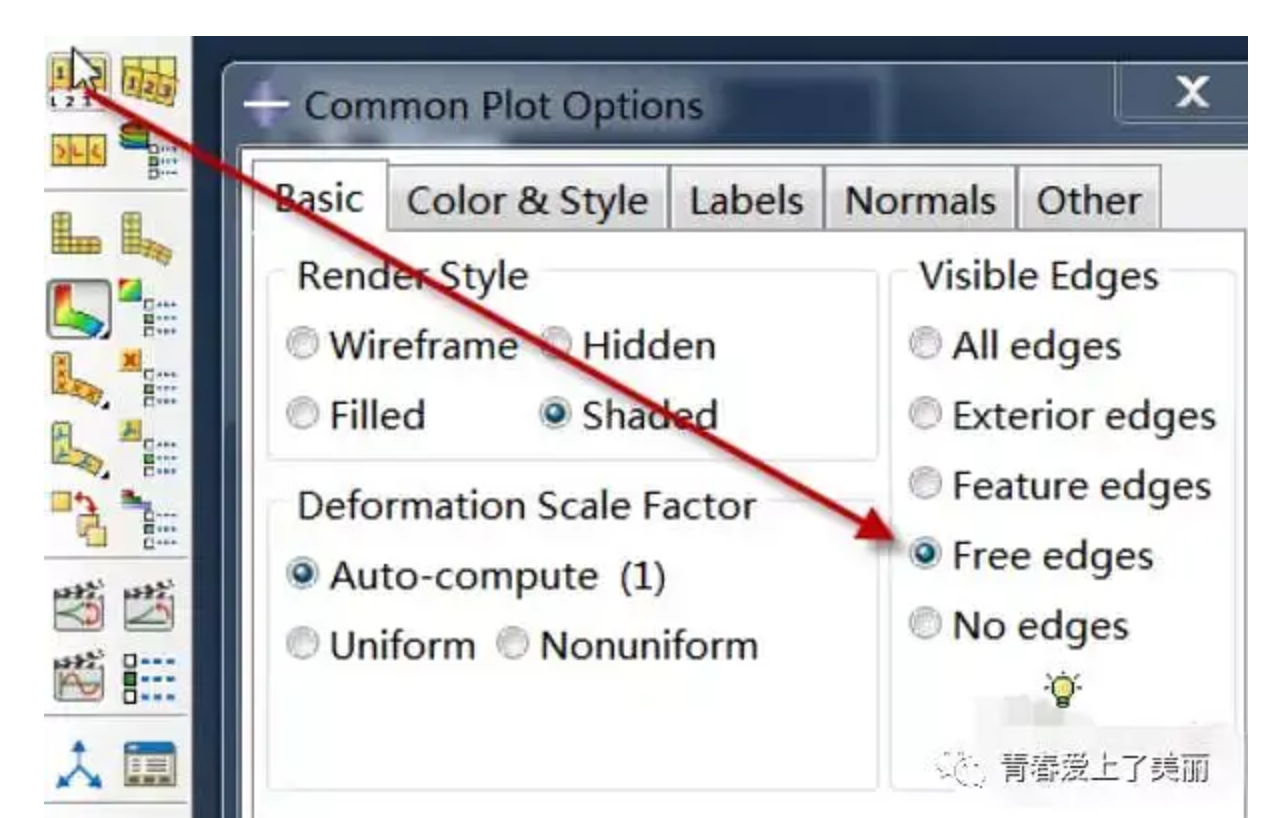 Common Plot Options
X
Basic Color & Style Labels Normals Other
Render Style
Wireframe Hidden
Filled Shaded
Deformation Scale Factor
Auto-compute (1)
Uniform Nonuniform
Visible Edges
All edges
Exterior edges
Feature edges
Free edges
No edges
青春爱上了美丽